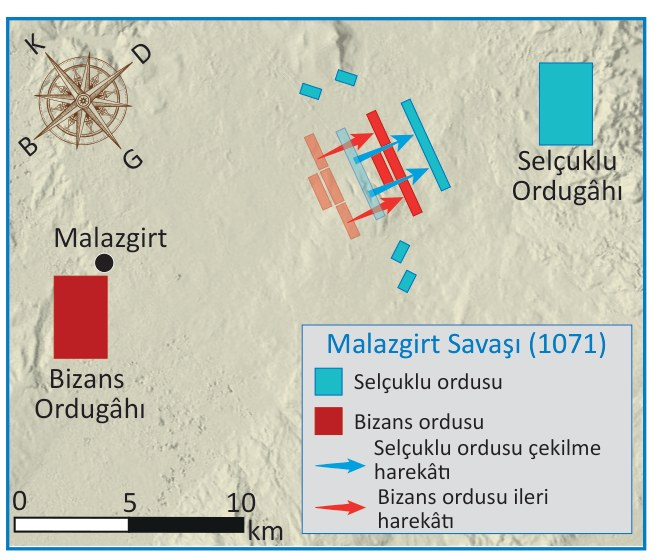 K
D
B
G
Selçuklu
Ordugâhı
Malazgirt
Bizans
Ordugâhı
Malazgirt Savaşı (1071)
Selçuklu ordusu
Bizans ordusu
Selçuklu ordusu çekilme
harekâtı
Bizans ordusu ileri
harekâtı
0 5 10
km